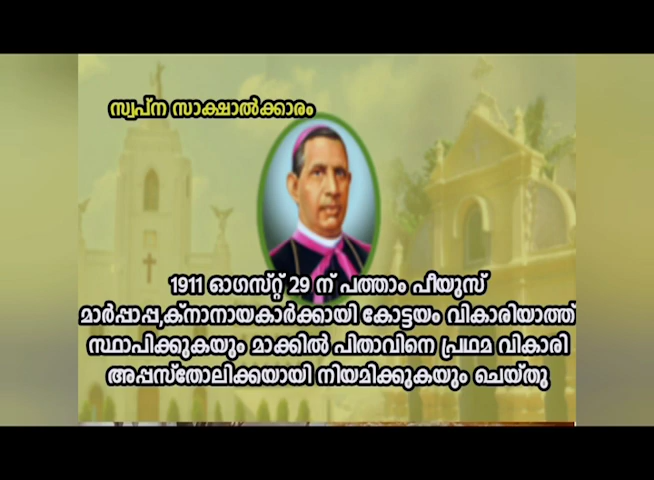 സ്വപ്ന സാക്ഷാൽക്കാരം
1911 ഓഗസ്റ്റ് 29 ന് പത്താം പീയുസ്
മാർപ്പാപ്പ,ക്നാനായകാർക്കായി കോട്ടയം വികാരിയാത്ത്
സ്ഥാപിക്കുകയും മാക്കിൽ പിതാവിനെ പ്രഥമ വികാരി
അപ്പസ്തോലിക്കയായി നിയമിക്കുകയും ചെയ്തു